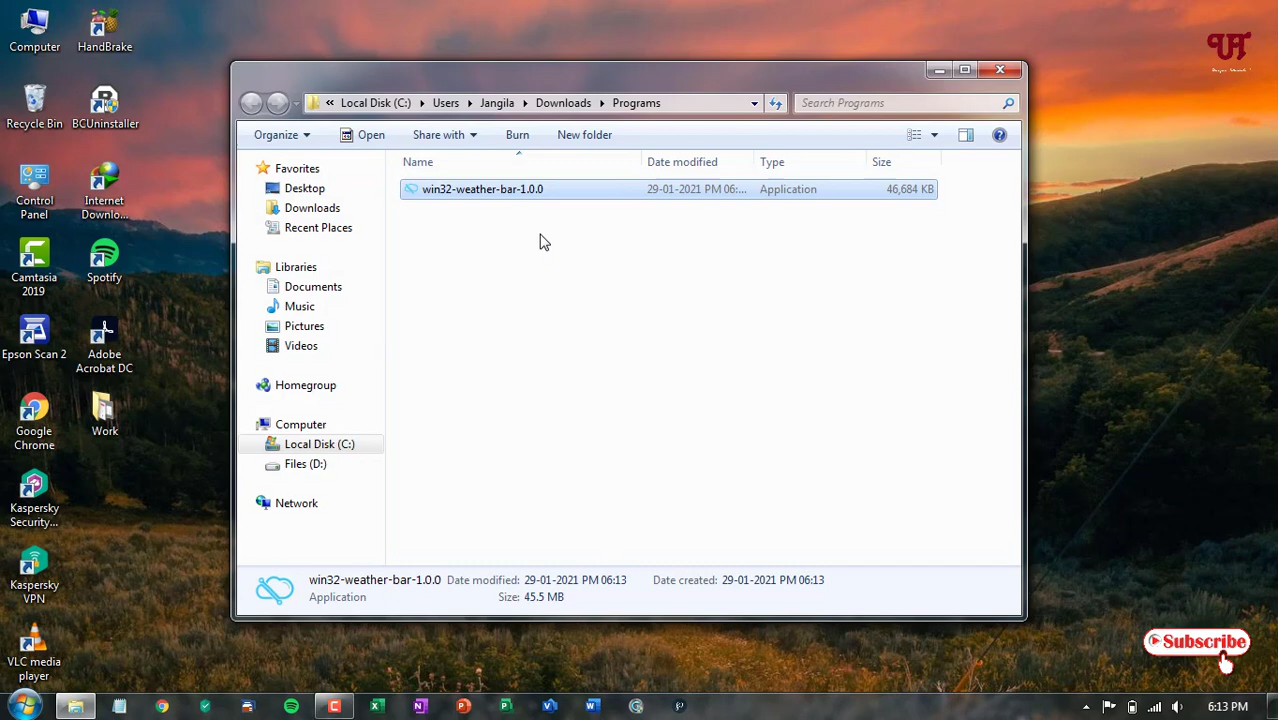 Computer
HandBrake
Recycle Bin
BCUninstaller
Control
Panel
Internet
Downlo...
Camtasia
2019
Spotify
Epson Scan 2
Adobe
Acrobat DC
Google
Chrome
Work
Kaspersky
Security...
Kaspersky
VPN
VLC media
player
« Local Disk (C:) Users Jangila Downloads Programs
Search Programs
Organize Open Share with Burn New folder
Favorites
Desktop
Downloads
Recent Places
Libraries
Documents
Music
Pictures
Videos
Homegroup
Computer
Local Disk (C:)
Files (D:)
Network
Name Date modified Type Size
win32-weather-bar-1.0.0 29-01-2021 PM 06:... Application 46,684 KB
win32-weather-bar-1.0.0 Date modified: 29-01-2021 PM 06:13 Date created: 29-01-2021 PM 06:13
Application Size: 45.5 MB
Subscribe
6:13 PM